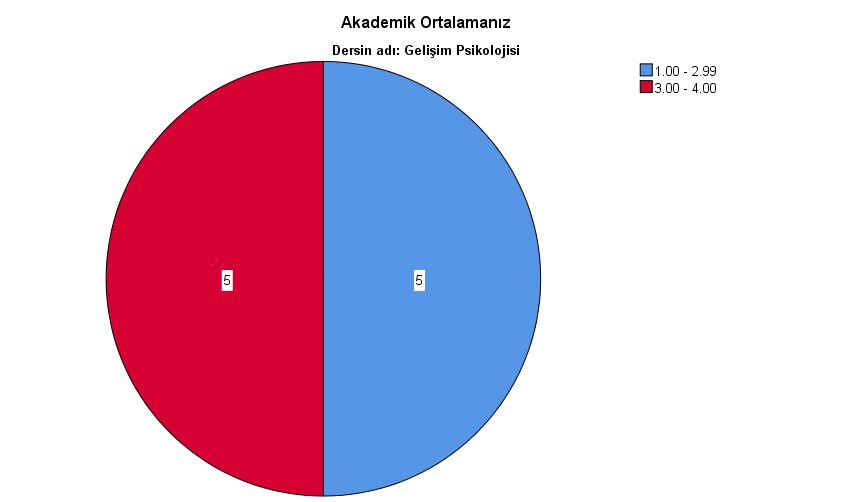 Akademik Ortalamanız
Dersin adı: Gelişim Psikolojisi
1.00 - 2.99
3.00 - 4.00
5
5